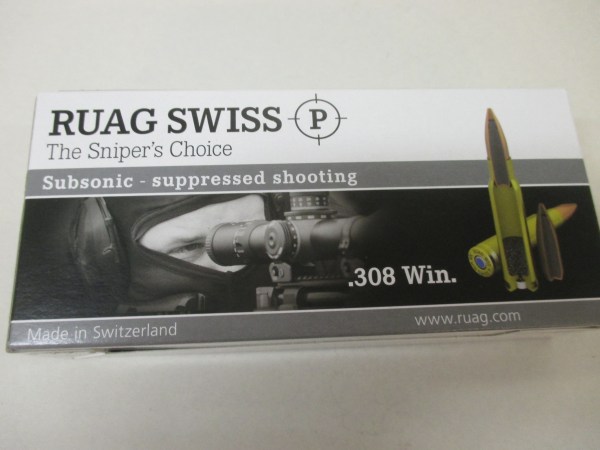 RUAG SWISS P
The Sniper's Choice
Subsonic - suppressed shooting
.308 Win.
Made in Switzerland
www.ruag.com